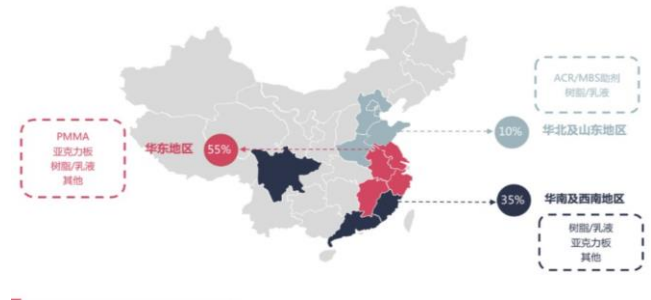 ACR/MBS助剂
树脂/乳液
10%
华北及山东地区
PMMA
亚克力板
树脂/乳液
其他
华东地区
55%
35%
华南及西南地区
树脂/乳液
亚克力板
其他